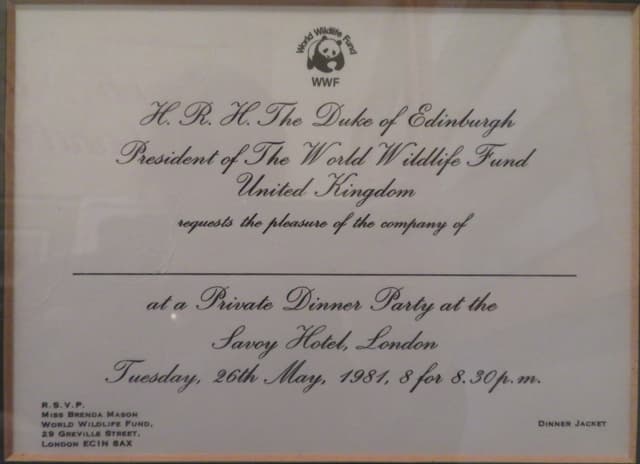 World Wildlife Fund
WWF
H. R. H. The Duke of Edinburgh
President of The World Wildlife Fund
United Kingdom
requests the pleasure of the company of
at a Private Dinner Party at the
Savoy Hotel, London
Tuesday, 26th May, 1981, 8 for 8.30p.m.
R.S.V.P.
Miss Brenda Mason
World Wildlife Fund,
29 Greville Street,
London EC1N 8AX
Dinner Jacket